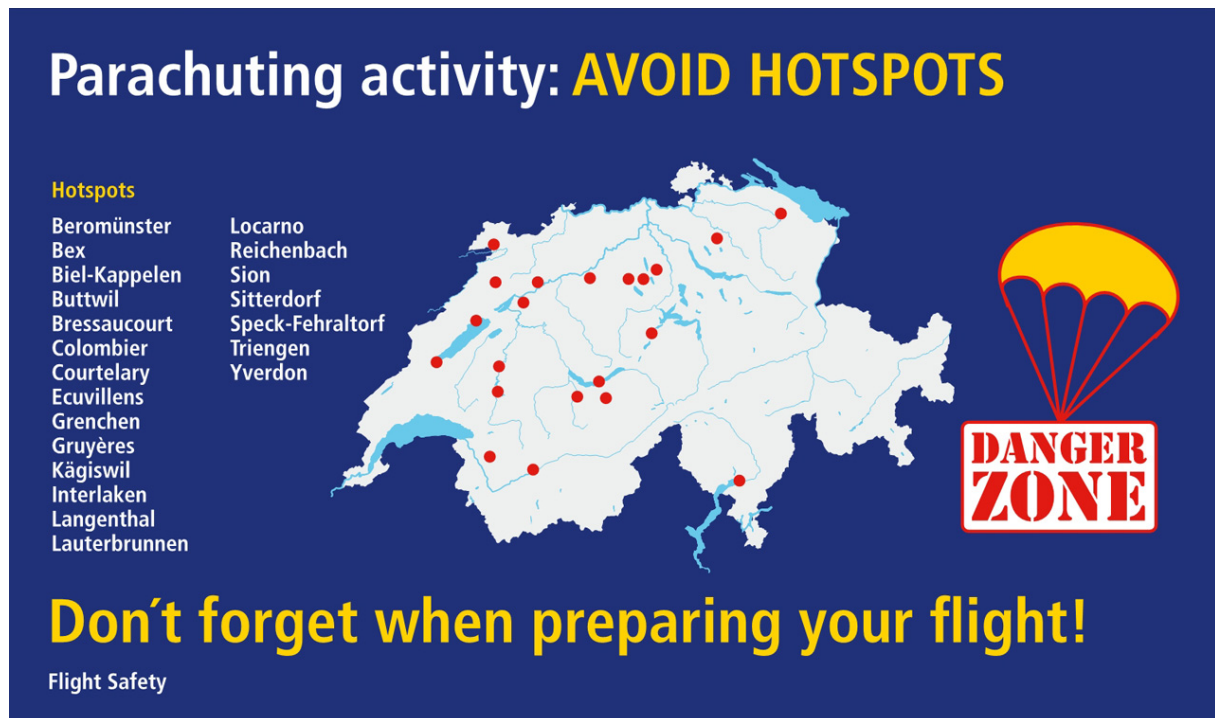 Parachuting activity: AVOID HOTSPOTS
Hotspots
Beromünster
Bex
Biel-Kappelen
Buttwil
Bressaucourt
Colombier
Courtelary
Ecuvillens
Grenchen
Gruyères
Kägiswil
Interlaken
Langenthal
Lauterbrunnen
Locarno
Reichenbach
Sion
Sitterdorf
Speck-Fehraltorf
Triengen
Yverdon
DANGER
ZONE
Don´t forget when preparing your flight!
Flight Safety